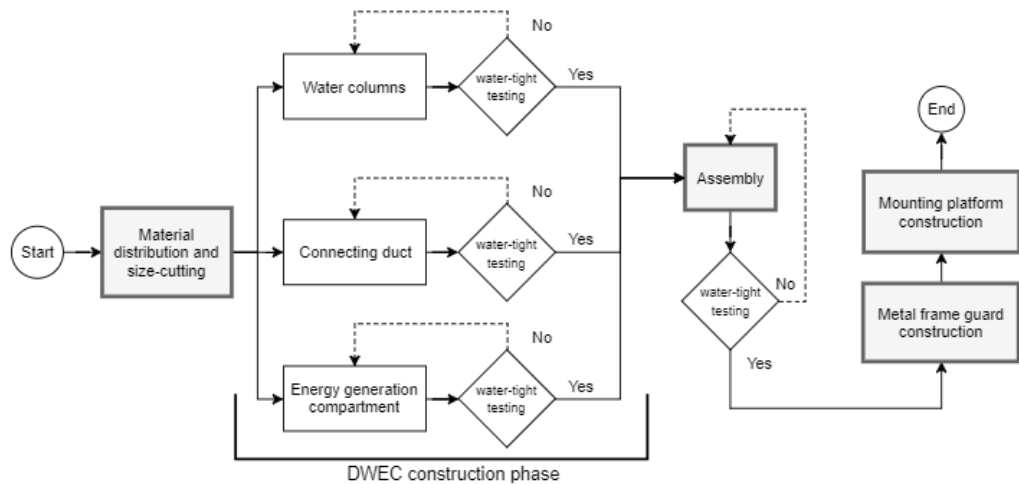 Start
Material
distribution and
size-cutting
No
Water columns
water-tight
testing
Yes
No
Connecting duct
water-tight
testing
Yes
No
Energy generation
compartment
water-tight
testing
Yes
DWEC construction phase
Assembly
water-tight
testing
No
Yes
Metal frame guard
construction
Mounting platform
construction
End